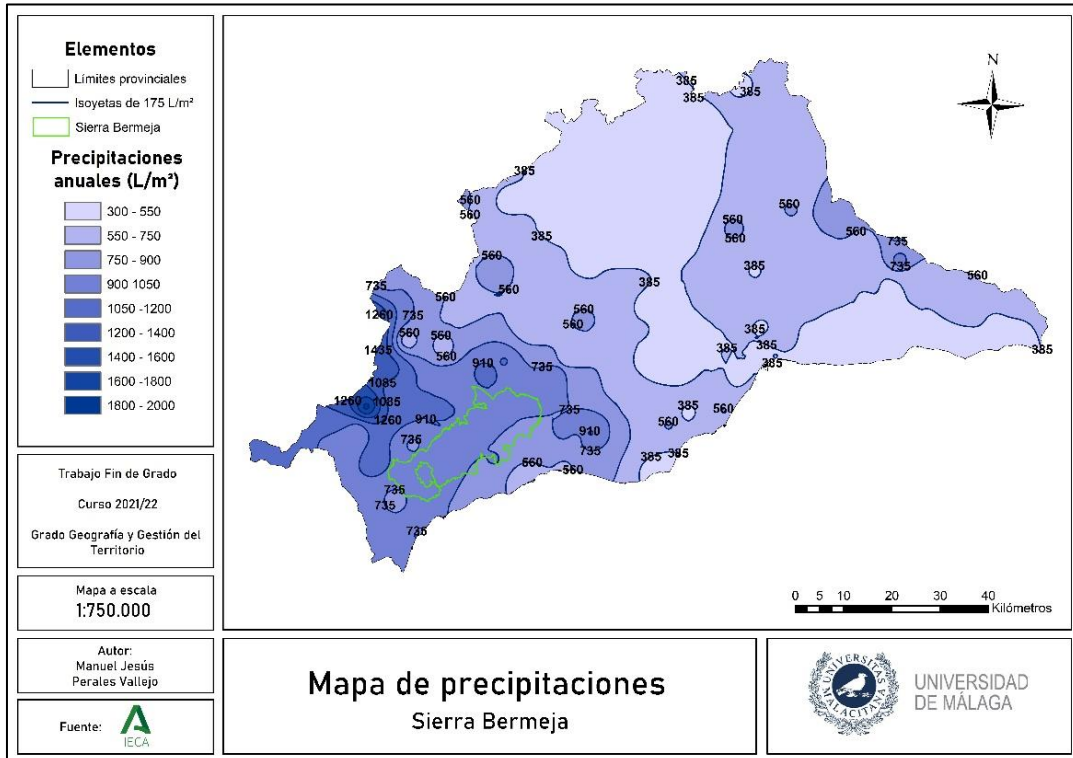 Elementos
Límites provinciales
Isoyetas de 175 L/m²
Sierra Bermeja
Precipitaciones
anuales (L/m²)
300 - 550
550 - 750
750 - 900
900 1050
1050 -1200
1200 - 1400
1400 - 1600
1600 -1800
1800 - 2000
Trabajo Fin de Grado
Curso 2021/22
Grado Geografía y Gestión del
Territorio
Mapa a escala
1:750.000
Autor:
Manuel Jesús
Perales Vallejo
Fuente:
IECA
N
385
385
385
385
560
560
560
560
560
385
560
735
735
560
385
560
560
385
385
735
560
1260
735
560
560
560
560
560
385
385
385
385
385
1435
910
735
1085
1260
1085
1260
910
735
910
735
385
560
560
735
560
560
385
385
735
735
735
0 5 10 20 30 40
Kilómetros
Mapa de precipitaciones
Sierra Bermeja
UNIVERSITAS
MALACITANA
UNIVERSIDAD
DE MÁLAGA